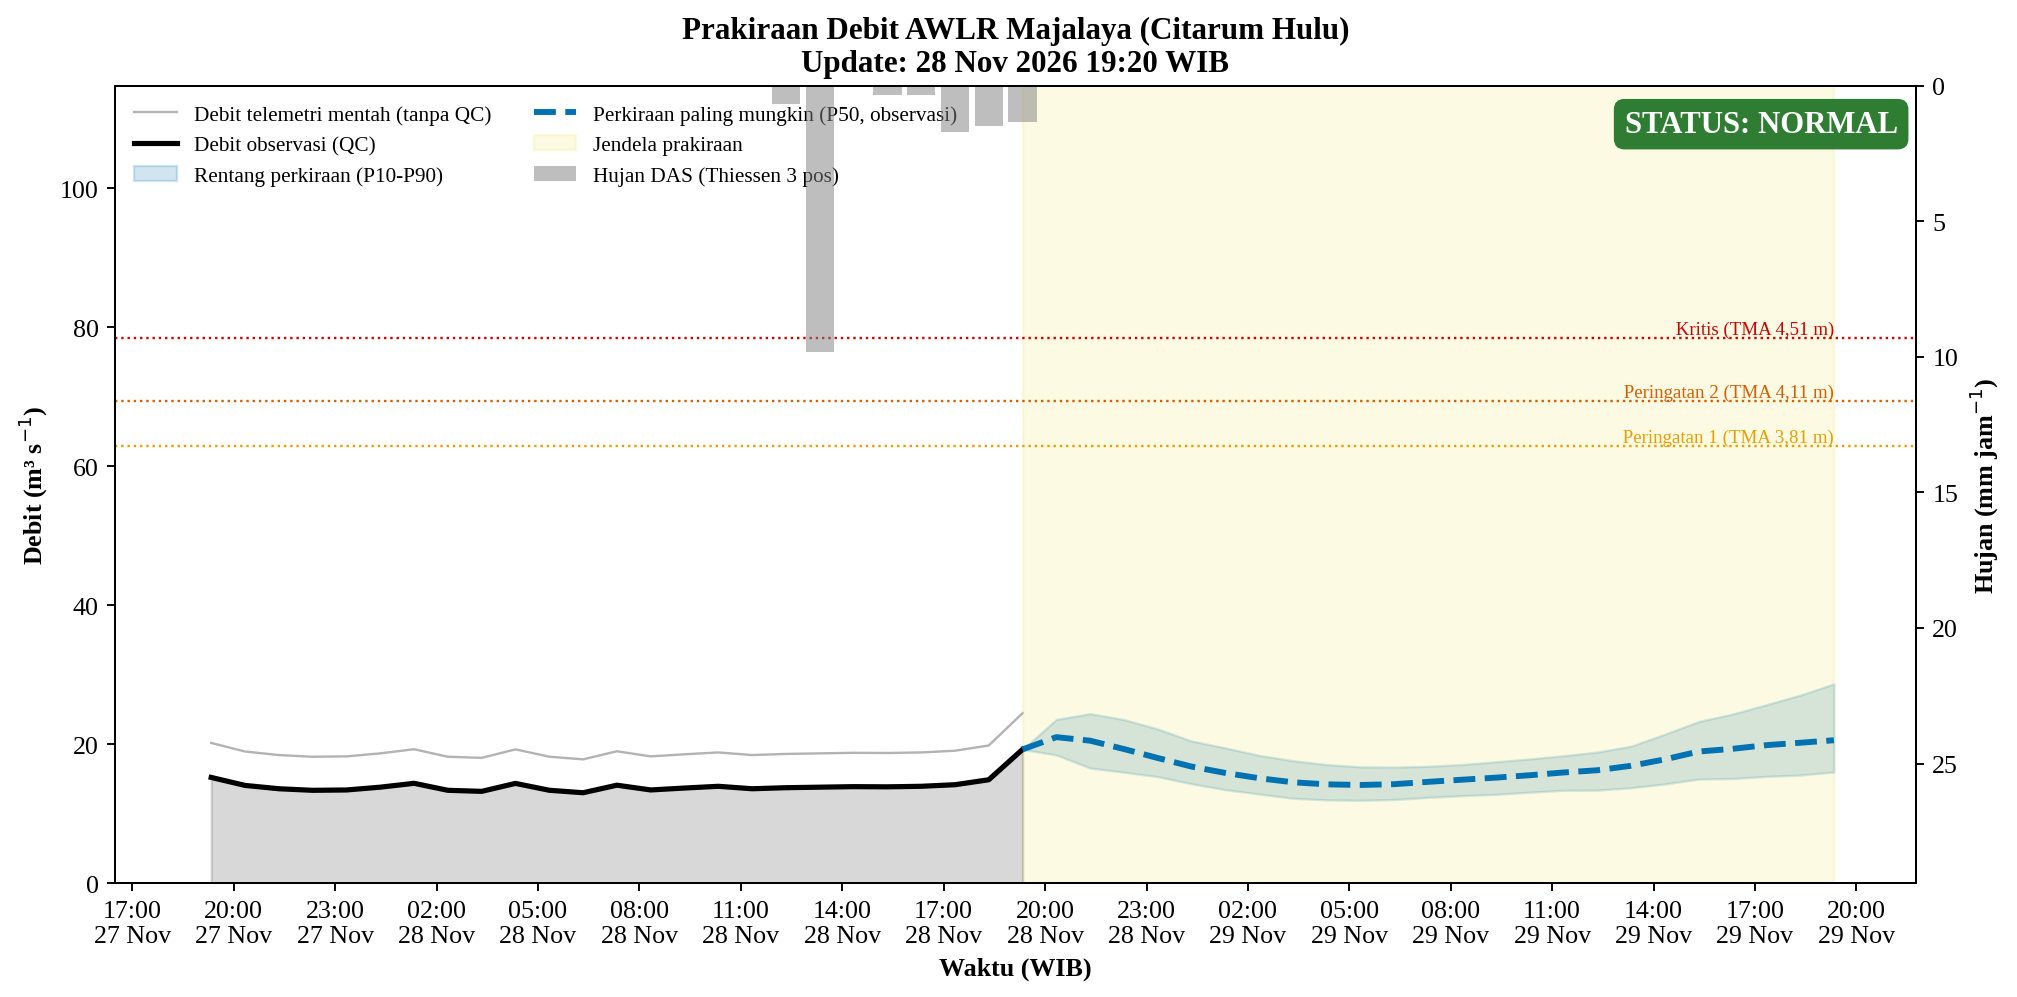 Prakiraan Debit AWLR Majalaya (Citarum Hulu)
Update: 28 Nov 2026 19:20 WIB
Debit telemetri mentah (tanpa QC)
Debit observasi (QC)
Rentang perkiraan (P10-P90)
Perkiraan paling mungkin (P50, observasi)
Jendela prakiraan
Hujan DAS (Thiessen 3 pos)
STATUS: NORMAL
Kritis (TMA 4,51 m)
Peringatan 2 (TMA 4,11 m)
Peringatan 1 (TMA 3,81 m)
Debit (m³ s⁻¹)
100
80
60
40
20
0
Hujan (mm jam⁻¹)
0
5
10
15
20
25
17:00 20:00 23:00 02:00 05:00 08:00 11:00 14:00 17:00 20:00 23:00 02:00 05:00 08:00 11:00 14:00 17:00 20:00
27 Nov 27 Nov 27 Nov 28 Nov 28 Nov 28 Nov 28 Nov 28 Nov 28 Nov 28 Nov 28 Nov 29 Nov 29 Nov 29 Nov 29 Nov 29 Nov 29 Nov 29 Nov
Waktu (WIB)